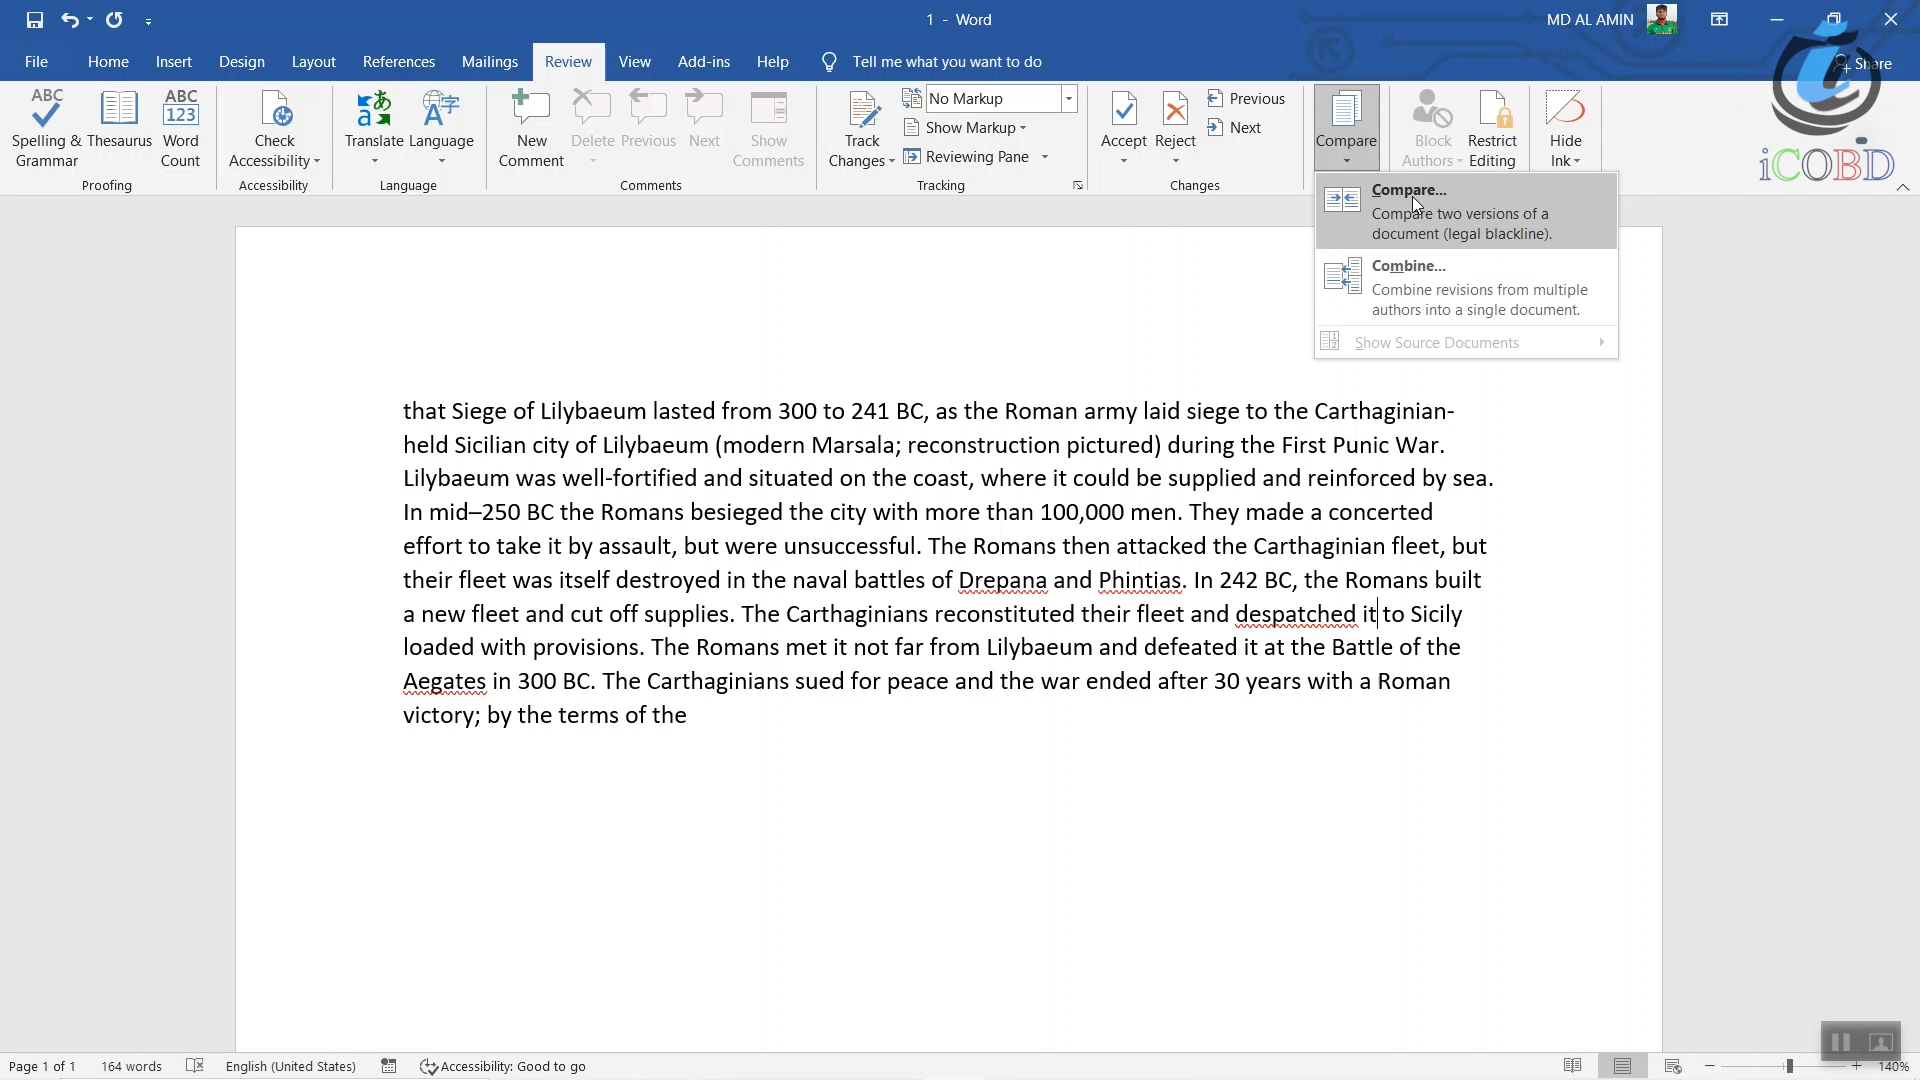 1 - Word
MD AL AMIN
File Home Insert Design Layout References Mailings Review View Add-ins Help Tell me what you want to do Share
ABC
Spelling &
Grammar
Thesaurus
ABC
123
Word
Count
Proofing
Check
Accessibility
Accessibility
Translate
Language
Language
New
Comment
Delete
Previous
Next
Show
Comments
Comments
Track
Changes
No Markup
Show Markup
Reviewing Pane
Tracking
Accept
Reject
Previous
Next
Changes
Compare
Block
Authors
Restrict
Editing
Hide
Ink
iCOBD
Compare...
Compare two versions of a
document (legal blackline).
Combine...
Combine revisions from multiple
authors into a single document.
Show Source Documents
that Siege of Lilybaeum lasted from 300 to 241 BC, as the Roman army laid siege to the Carthaginian-
held Sicilian city of Lilybaeum (modern Marsala; reconstruction pictured) during the First Punic War.
Lilybaeum was well-fortified and situated on the coast, where it could be supplied and reinforced by sea.
In mid–250 BC the Romans besieged the city with more than 100,000 men. They made a concerted
effort to take it by assault, but were unsuccessful. The Romans then attacked the Carthaginian fleet, but
their fleet was itself destroyed in the naval battles of Drepana and Phintias. In 242 BC, the Romans built
a new fleet and cut off supplies. The Carthaginians reconstituted their fleet and despatched it to Sicily
loaded with provisions. The Romans met it not far from Lilybaeum and defeated it at the Battle of the
Aegates in 300 BC. The Carthaginians sued for peace and the war ended after 30 years with a Roman
victory; by the terms of the
Page 1 of 1 164 words English (United States) Accessibility: Good to go 140%